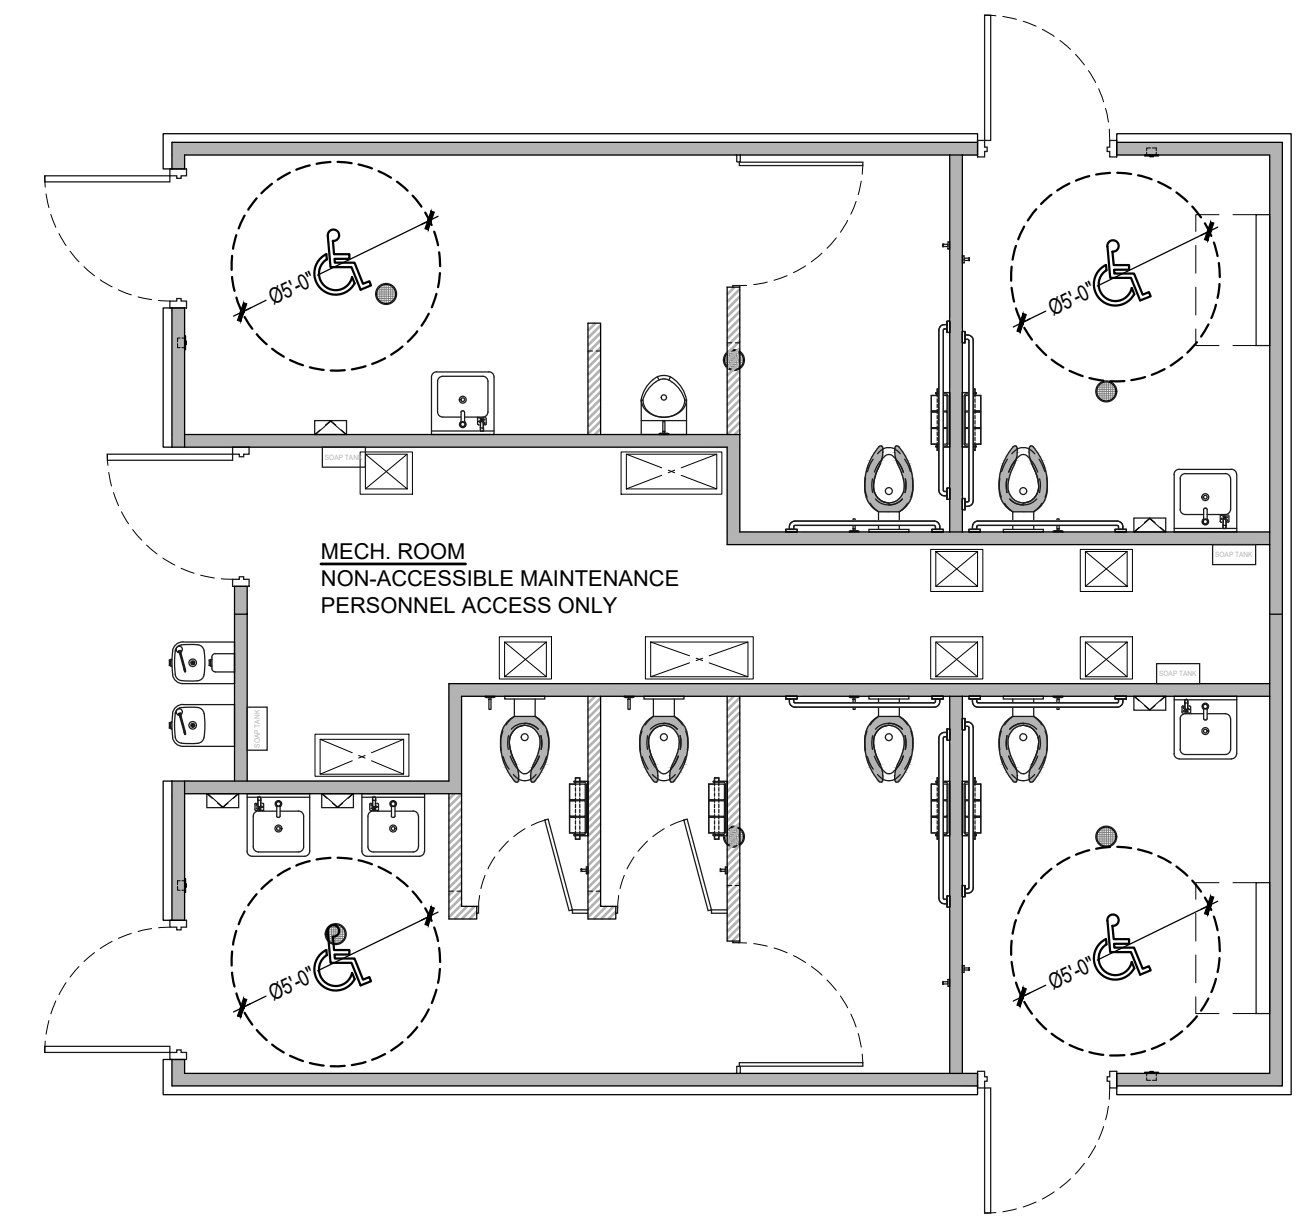 Ø5'-0"
Ø5'-0"
SOAP TANK
MECH. ROOM
NON-ACCESSIBLE MAINTENANCE
PERSONNEL ACCESS ONLY
SOAP TANK
SOAP TANK
SOAP TANK
Ø5'-0"
Ø5'-0"